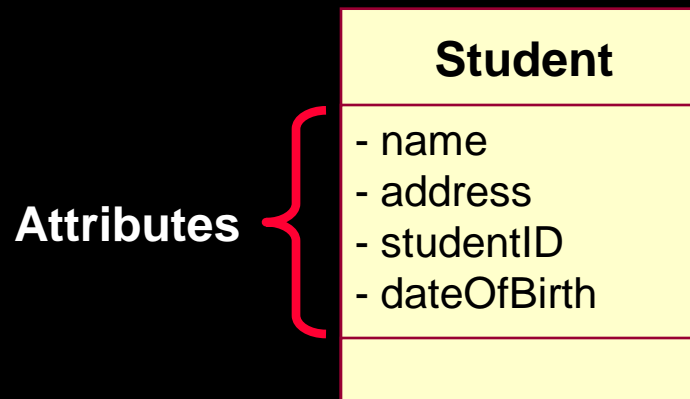 Student
Attributes
- name
- address
- studentID
- dateOfBirth